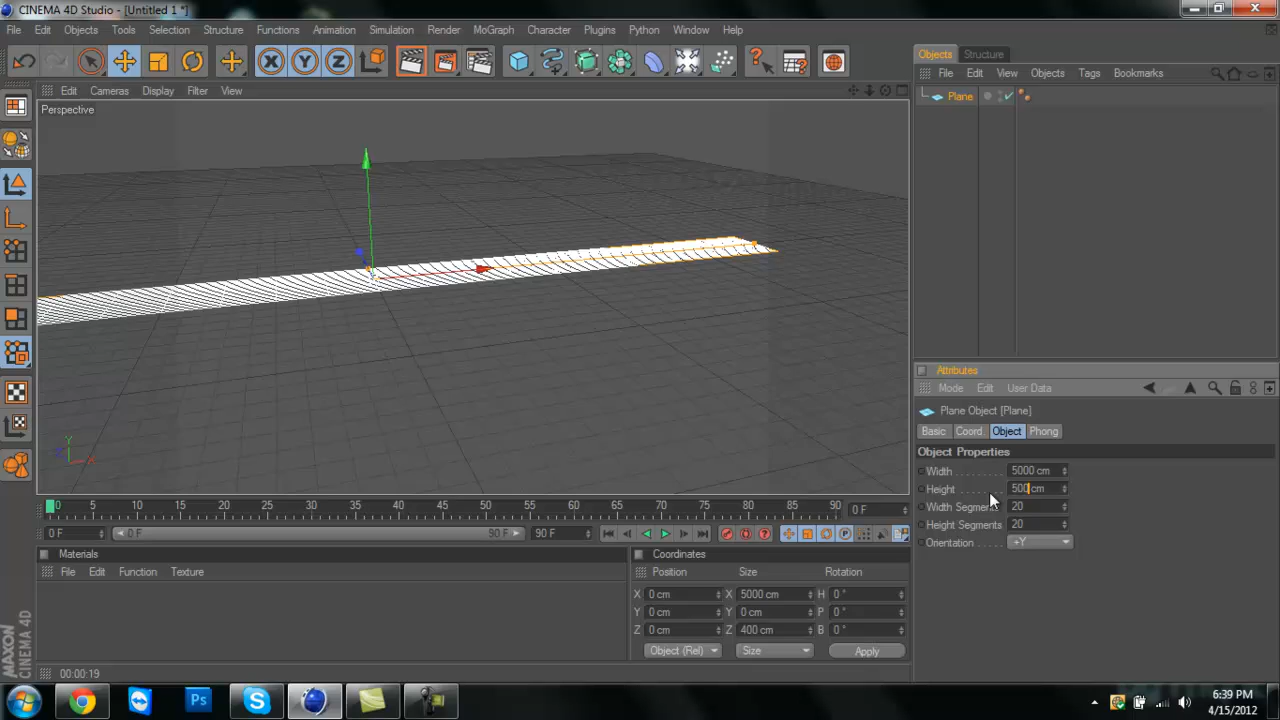 CINEMA 4D Studio - [Untitled 1 *]
File Edit Objects Tools Selection Structure Functions Animation Simulation Render MoGraph Character Plugins Python Window Help
X Y Z
Objects Structure
Edit Cameras Display Filter View
File Edit View Objects Tags Bookmarks
Perspective
Plane
Attributes
Mode Edit User Data
Plane Object [Plane]
Basic Coord Object Phong
Object Properties
Width 5000 cm
Height 500 cm
Width Segments 20
Height Segments 20
Orientation +Y
Y
X
Z
0 5 10 15 20 25 30 35 40 45 50 55 60 65 70 75 80 85 90 0 F
0 F 0 F 90 F 90 F P
Materials
File Edit Function Texture
Coordinates
Position Size Rotation
X 0 cm X 5000 cm H 0 °
Y 0 cm Y 0 cm P 0 °
Z 0 cm Z 400 cm B 0 °
Object (Rel) Size Apply
MAXON
CINEMA 4D
00:00:19
Ps
6:39 PM
4/15/2012